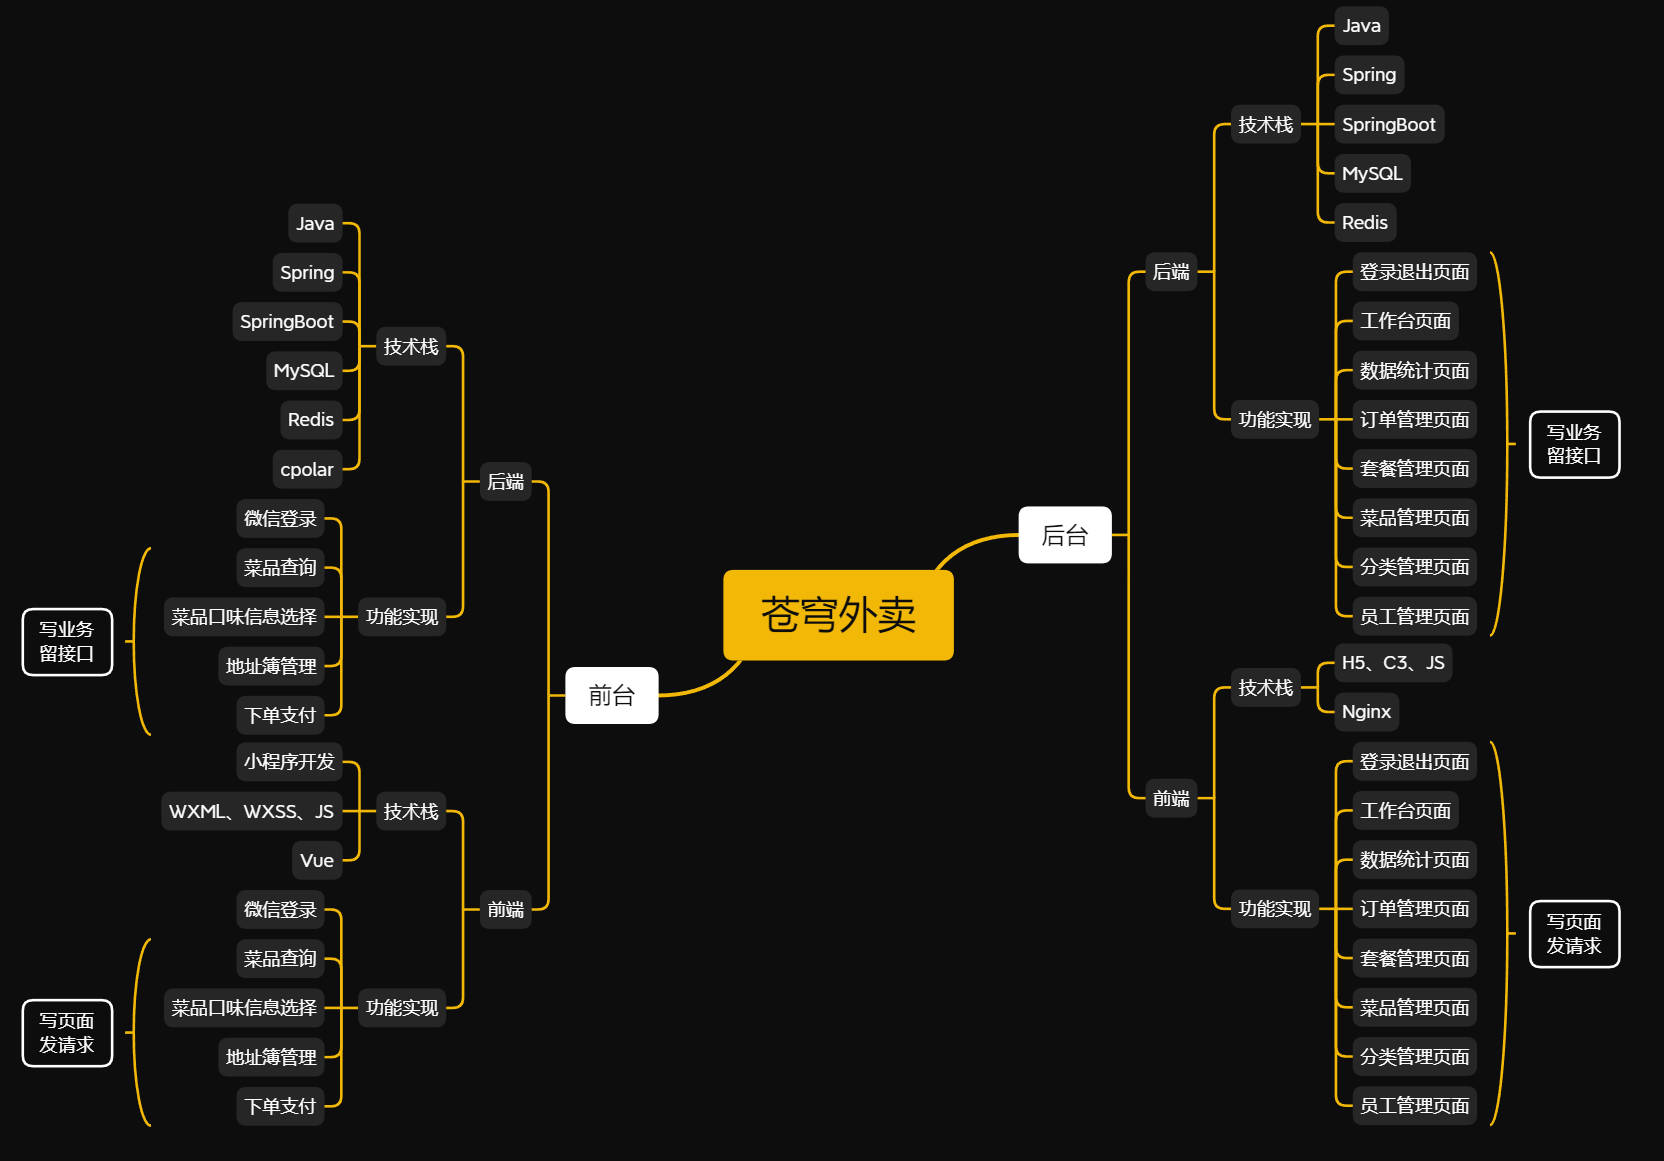 苍穹外卖
后台
后端
技术栈
Java
Spring
SpringBoot
MySQL
Redis
功能实现
登录退出页面
工作台页面
数据统计页面
订单管理页面
套餐管理页面
菜品管理页面
分类管理页面
员工管理页面
写业务
留接口
前端
技术栈
H5、C3、JS
Nginx
功能实现
登录退出页面
工作台页面
数据统计页面
订单管理页面
套餐管理页面
菜品管理页面
分类管理页面
员工管理页面
写页面
发请求
前台
后端
技术栈
Java
Spring
SpringBoot
MySQL
Redis
cpolar
功能实现
微信登录
菜品查询
菜品口味信息选择
地址簿管理
下单支付
写业务
留接口
前端
技术栈
小程序开发
WXML、WXSS、JS
Vue
功能实现
微信登录
菜品查询
菜品口味信息选择
地址簿管理
下单支付
写页面
发请求